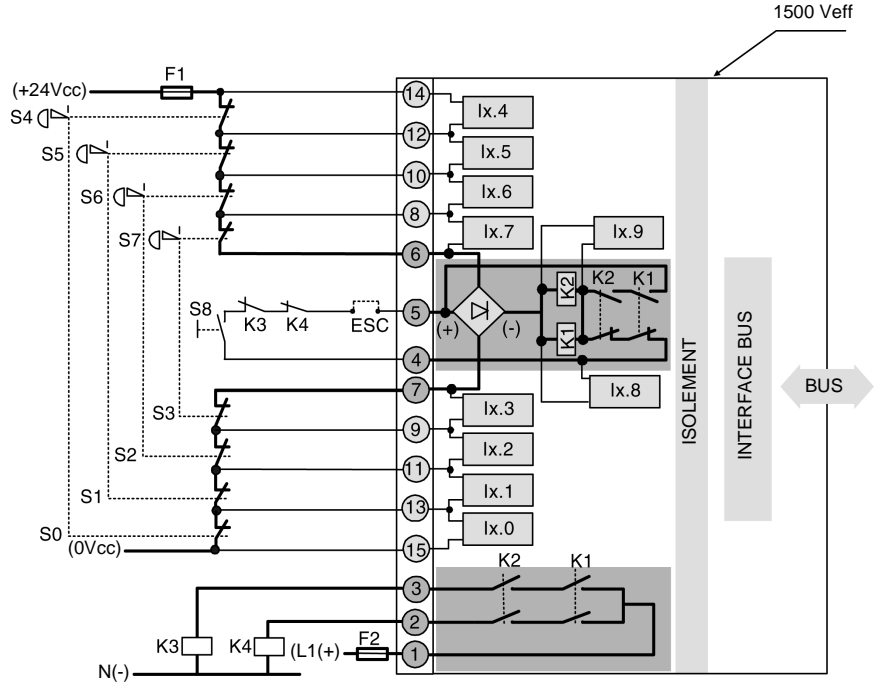 1500 Veff
F1
(+24Vcc)
14
Ix.4
S4
12
Ix.5
S5
10
Ix.6
S6
8
Ix.7
S7
6
Ix.9
K2
K2
K1
S8
5
K3
K4
ESC
(+)
(-)
K1
4
Ix.8
7
ISOLEMENT
INTERFACE BUS
BUS
S3
Ix.3
9
S2
Ix.2
11
S1
Ix.1
13
S0
Ix.0
(0Vcc)
15
K2
K1
3
2
K3
K4
(L1(+)
F2
1
N(-)